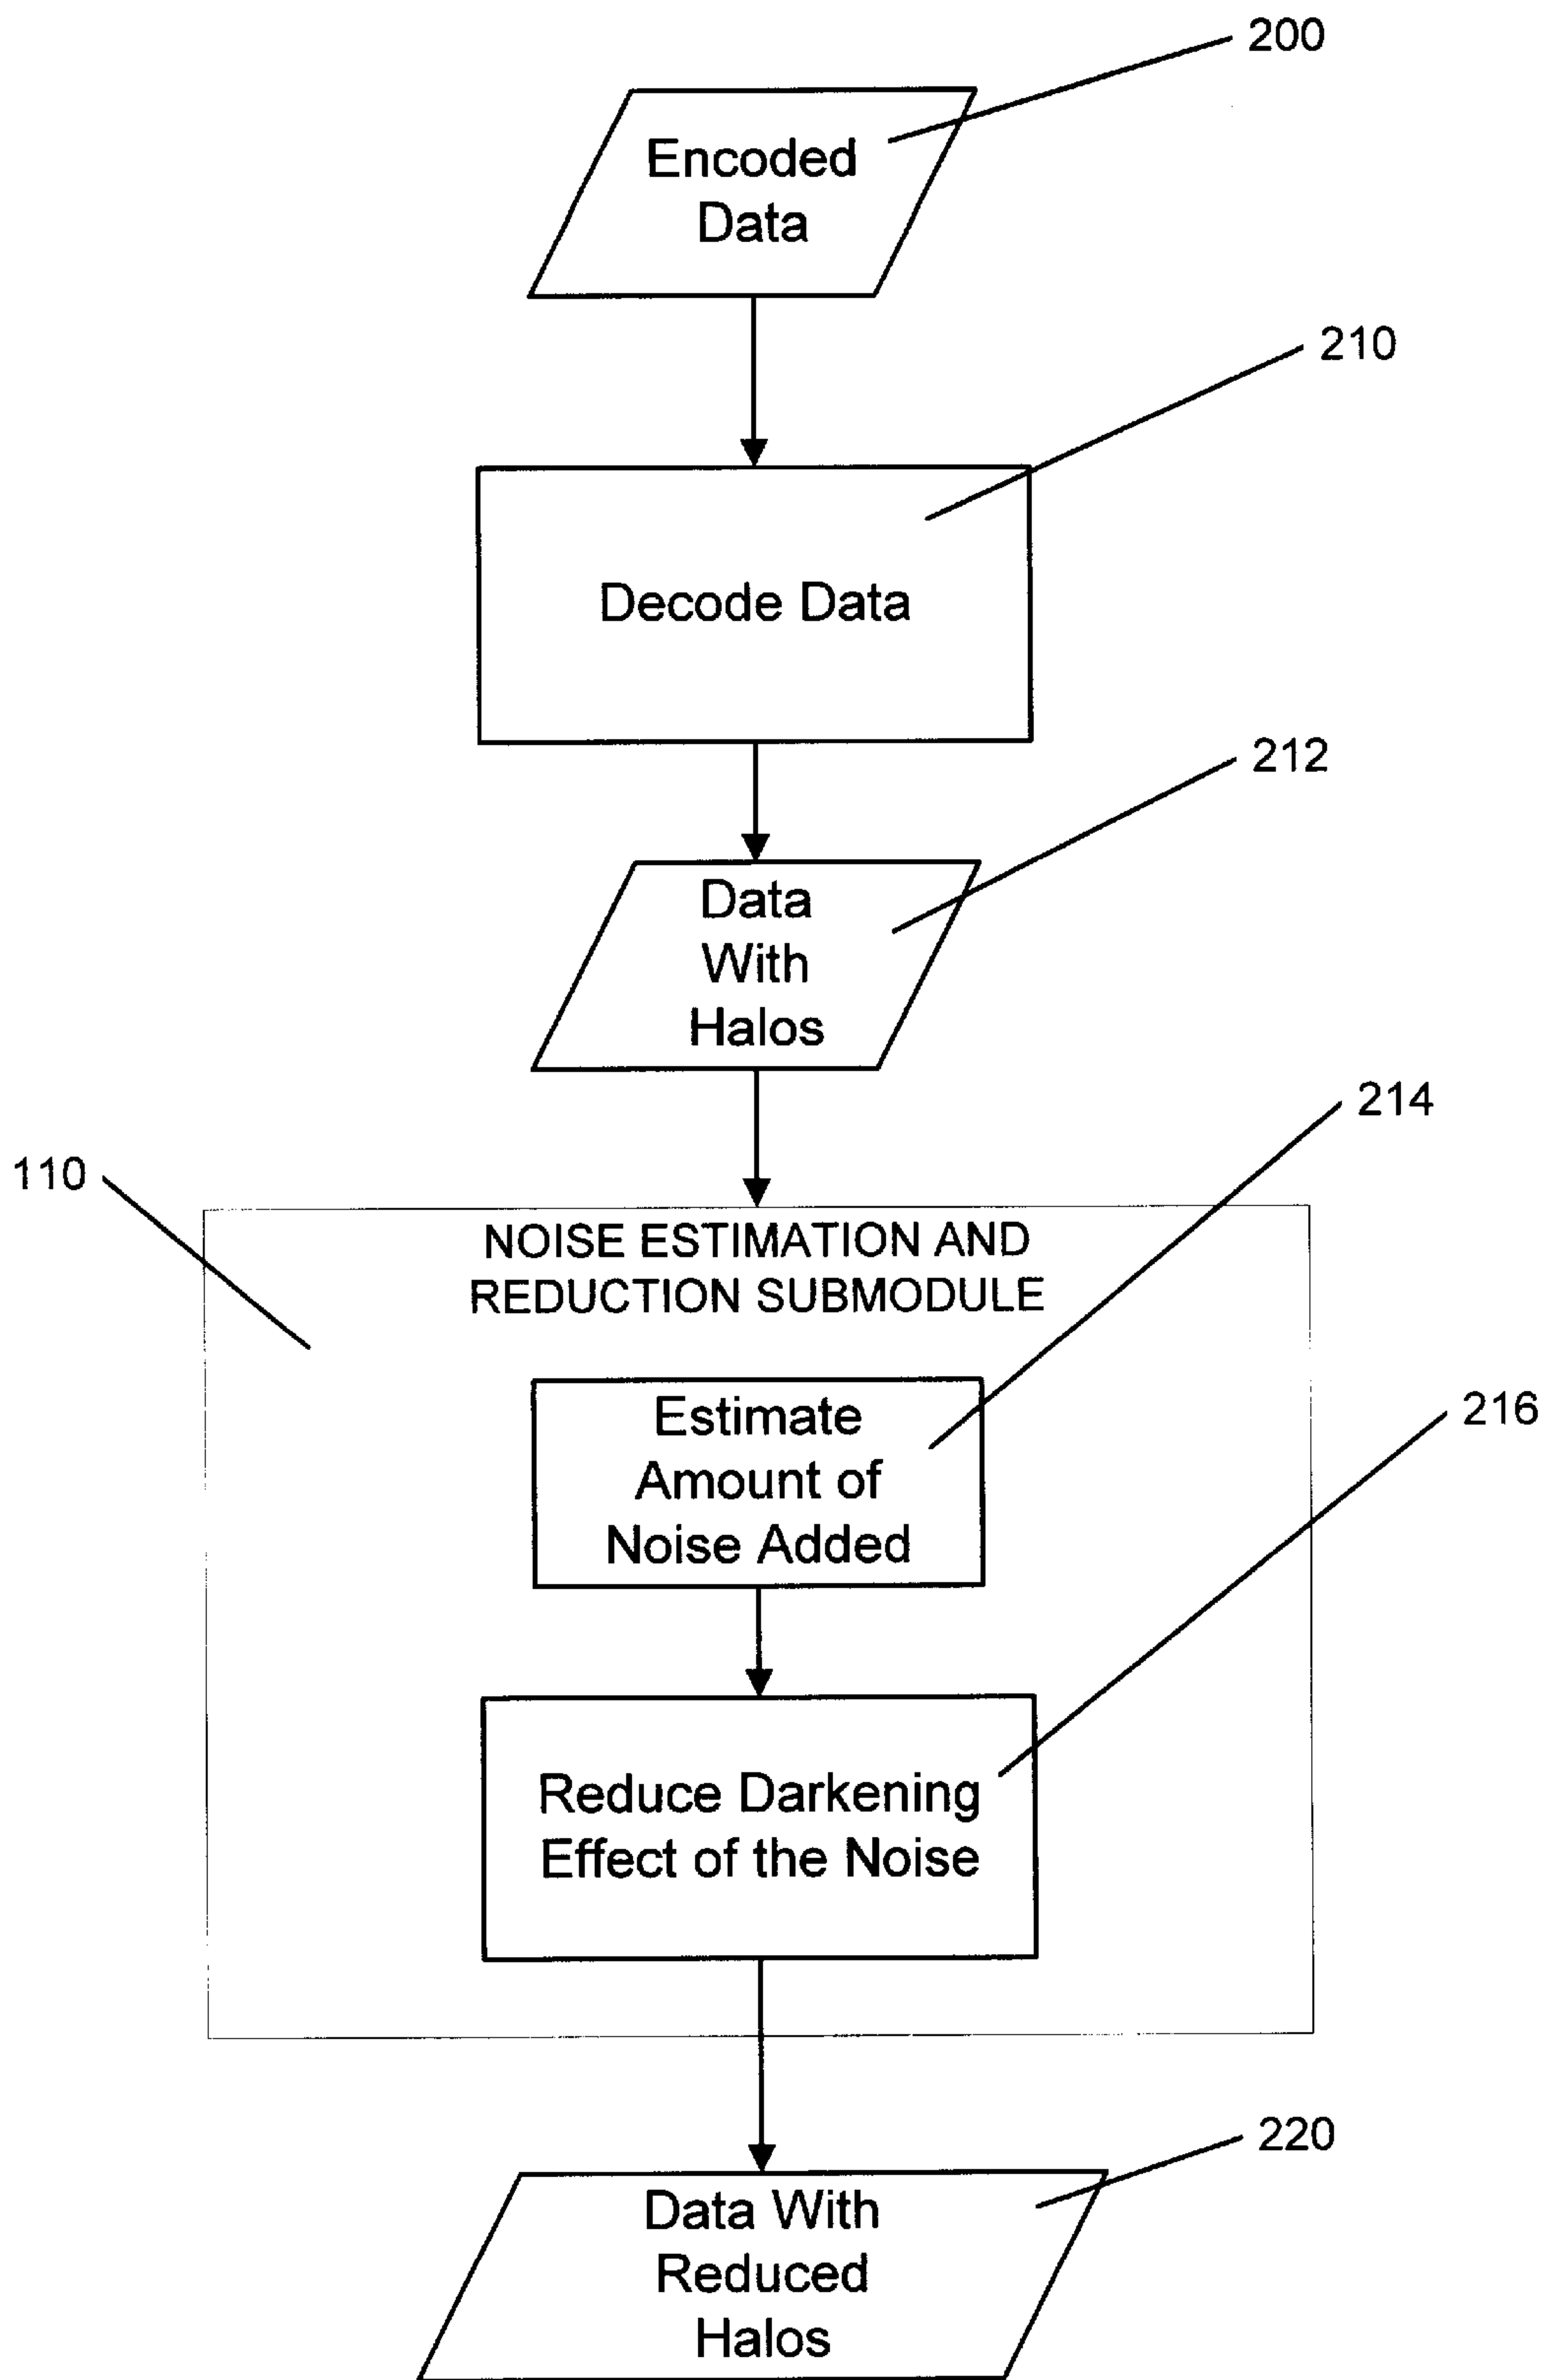 200
Encoded
Data
210
Decode Data
212
Data
With
Halos
214
110
NOISE ESTIMATION AND
REDUCTION SUBMODULE
Estimate
Amount of
Noise Added
216
Reduce Darkening
Effect of the Noise
220
Data With
Reduced
Halos